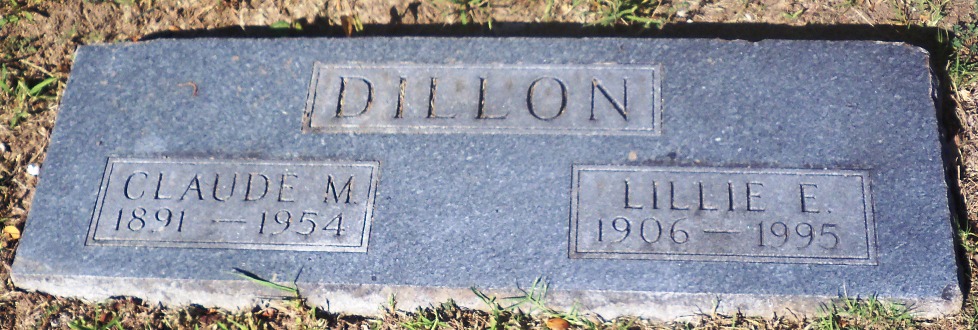 DILLON
CLAUDE M.
1891 — 1954
LILLIE E.
1906 — 1995